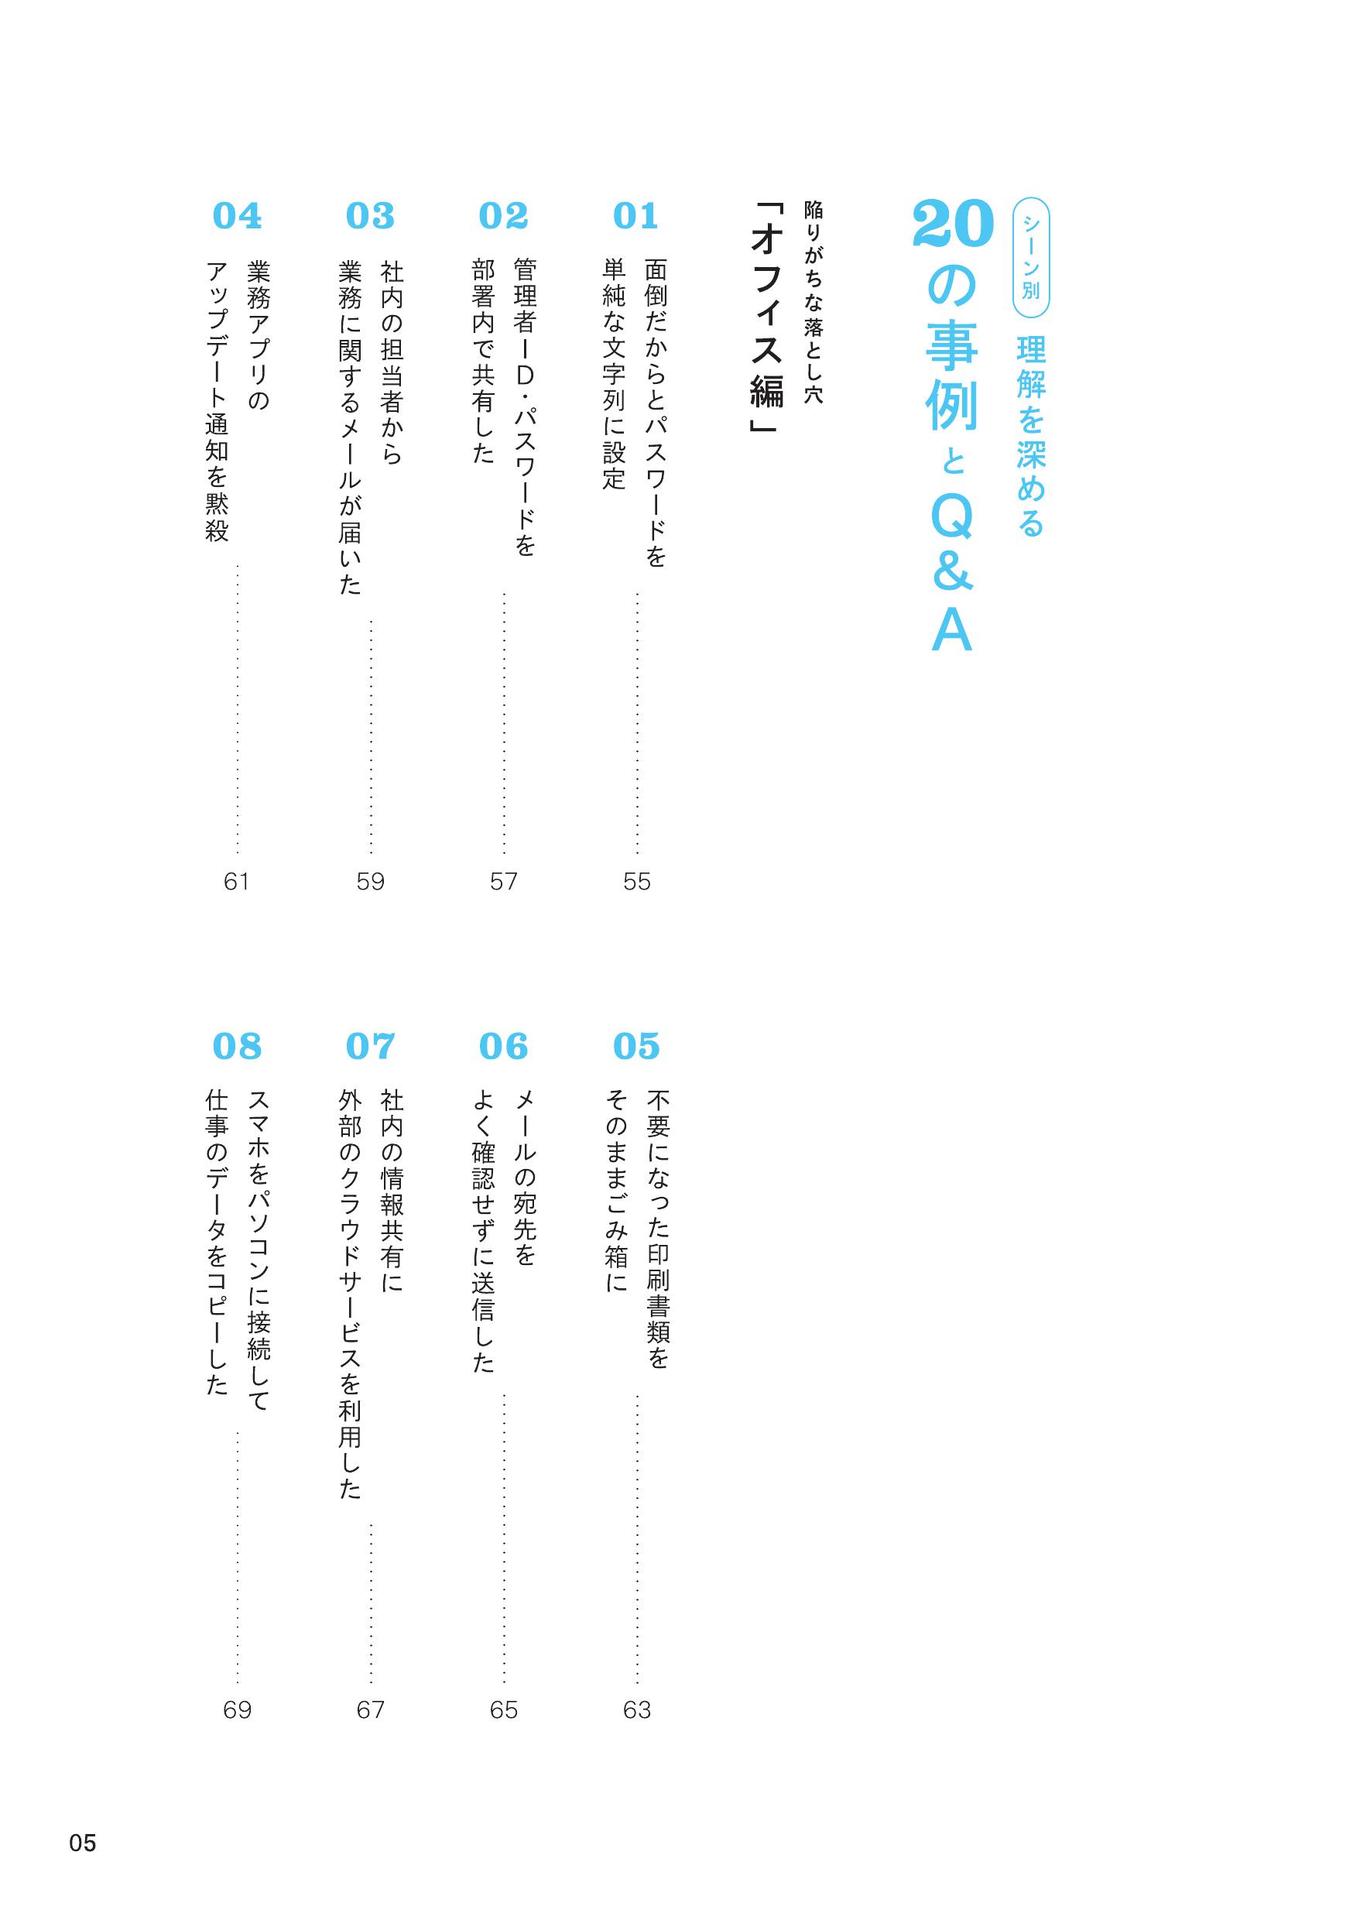 シーン別
理解を深める
20の事例とQ&A
陥りがちな落とし穴
「オフィス編」
01
面倒だからとパスワードを
単純な文字列に設定
55
02
管理者ID・パスワードを
部署内で共有した
57
03
社内の担当者から
業務に関するメールが届いた
59
04
業務アプリの
アップデート通知を黙殺
61
05
不要になった印刷書類を
そのままごみ箱に
63
06
メールの宛先を
よく確認せずに送信した
65
07
社内の情報共有に
外部のクラウドサービスを利用した
67
08
スマホをパソコンに接続して
仕事のデータをコピーした
69
05